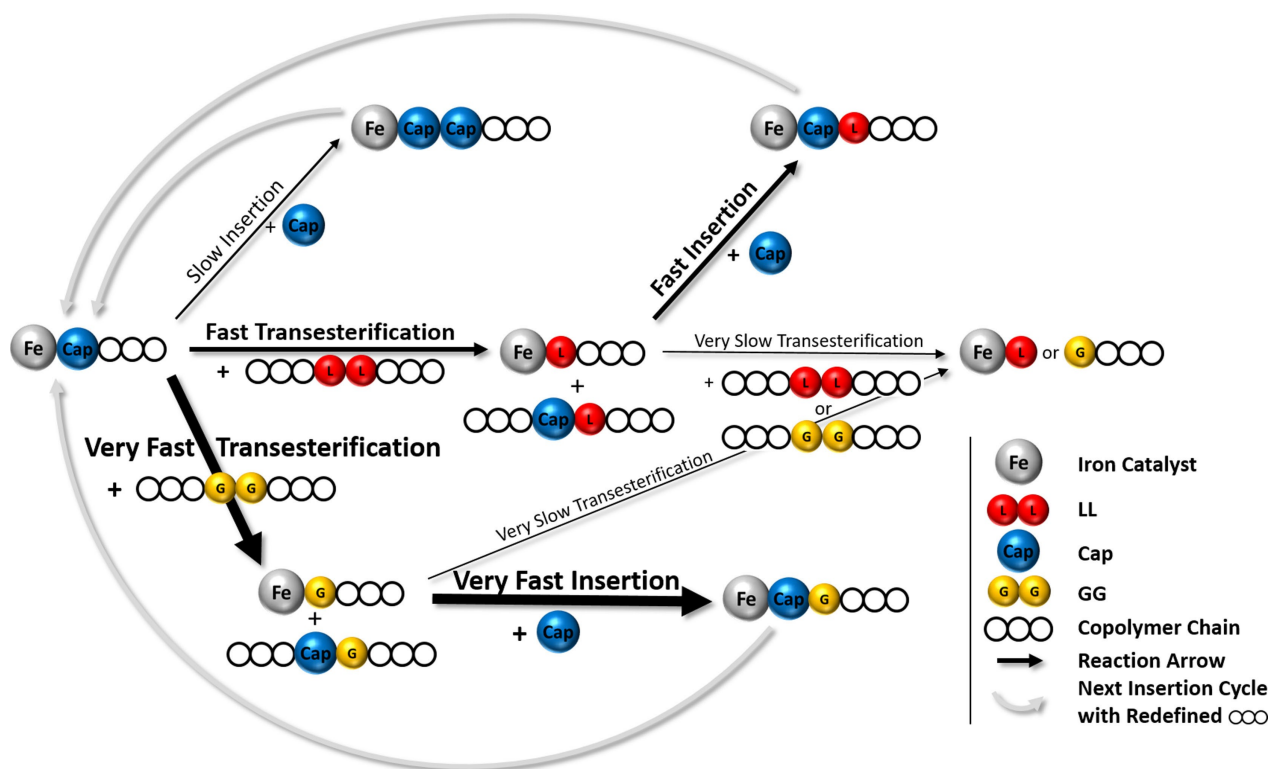 Fe Cap Cap
Fe Cap L
Slow Insertion
+ Cap
Fast Insertion
+ Cap
Fe Cap
Fast Transesterification
+ L L
Fe L
+
Cap L
Very Slow Transesterification
+ L L
or
G G
Fe L or G
Very Fast Transesterification
+ G G
Very Slow Transesterification
Fe G
+
Cap G
Very Fast Insertion
+ Cap
Fe Cap G
Fe Iron Catalyst
L L LL
Cap Cap
G G GG
Copolymer Chain
Reaction Arrow
Next Insertion Cycle
with Redefined